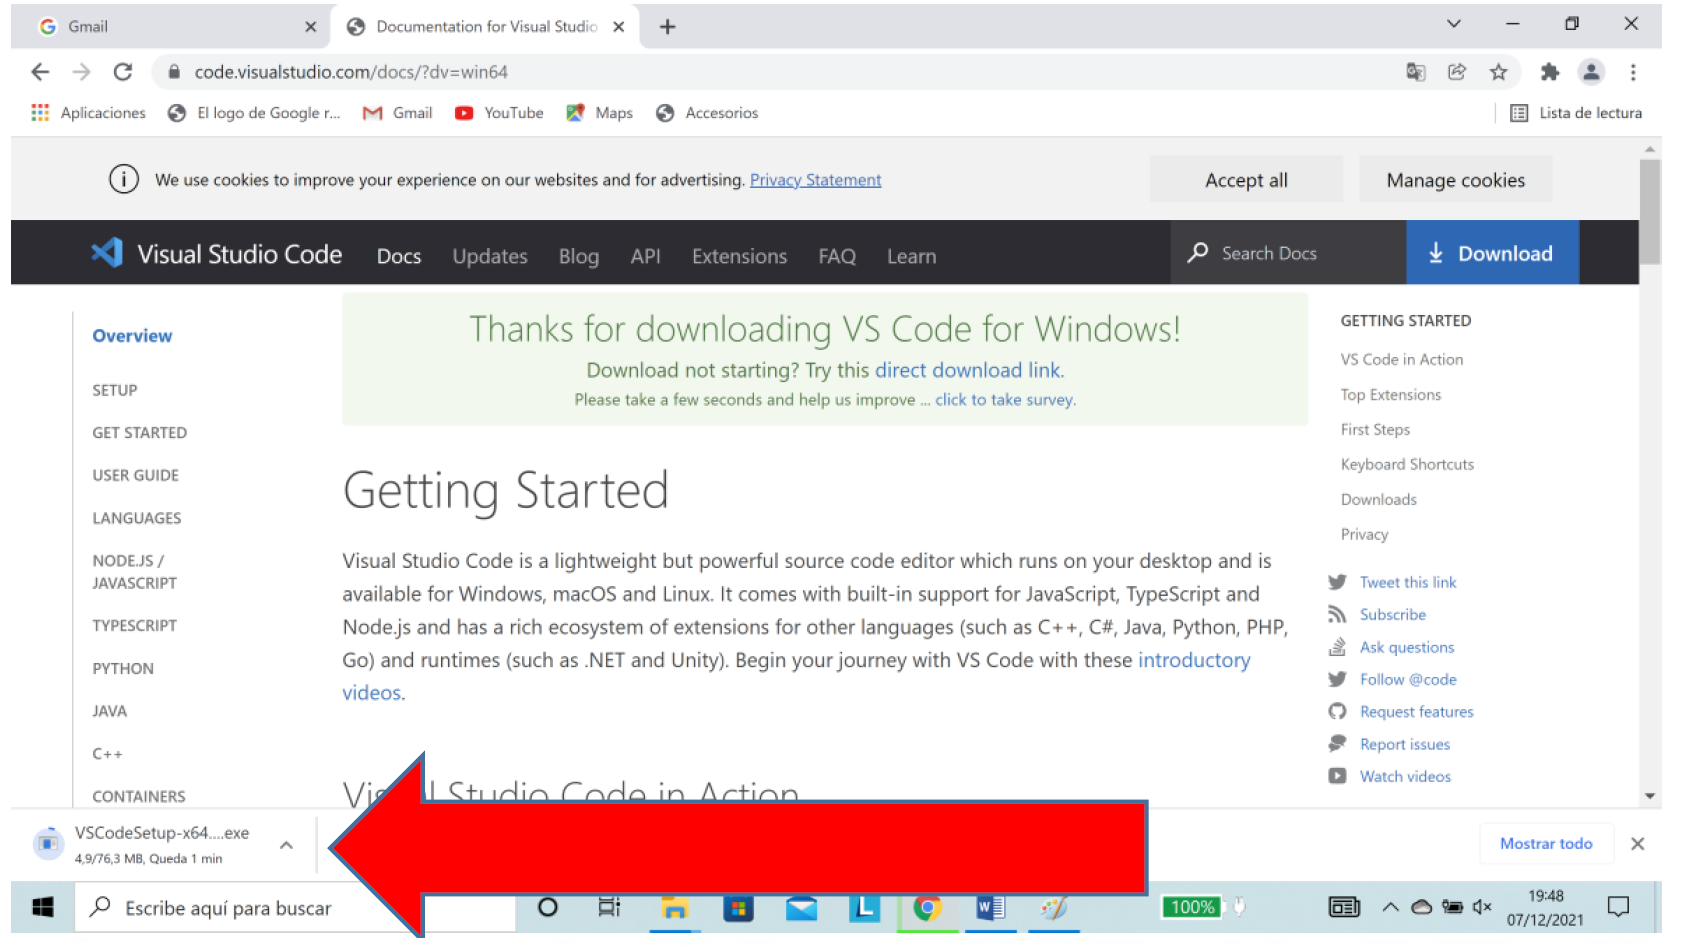 Gmail
Documentation for Visual Studio
code.visualstudio.com/docs/?dv=win64
Aplicaciones
El logo de Google r...
Gmail
YouTube
Maps
Accesorios
Lista de lectura
We use cookies to improve your experience on our websites and for advertising. Privacy Statement
Accept all
Manage cookies
Visual Studio Code
Docs
Updates
Blog
API
Extensions
FAQ
Learn
Search Docs
Download
Overview
SETUP
GET STARTED
USER GUIDE
LANGUAGES
NODE.JS /
JAVASCRIPT
TYPESCRIPT
PYTHON
JAVA
C++
CONTAINERS
Thanks for downloading VS Code for Windows!
Download not starting? Try this direct download link.
Please take a few seconds and help us improve ... click to take survey.
Getting Started
Visual Studio Code is a lightweight but powerful source code editor which runs on your desktop and is
available for Windows, macOS and Linux. It comes with built-in support for JavaScript, TypeScript and
Node.js and has a rich ecosystem of extensions for other languages (such as C++, C#, Java, Python, PHP,
Go) and runtimes (such as .NET and Unity). Begin your journey with VS Code with these introductory
videos.
Visual Studio Code in Action
GETTING STARTED
VS Code in Action
Top Extensions
First Steps
Keyboard Shortcuts
Downloads
Privacy
Tweet this link
Subscribe
Ask questions
Follow @code
Request features
Report issues
Watch videos
VSCodeSetup-x64....exe
4,9/76,3 MB, Queda 1 min
Mostrar todo
Escribe aquí para buscar
100%
19:48
07/12/2021